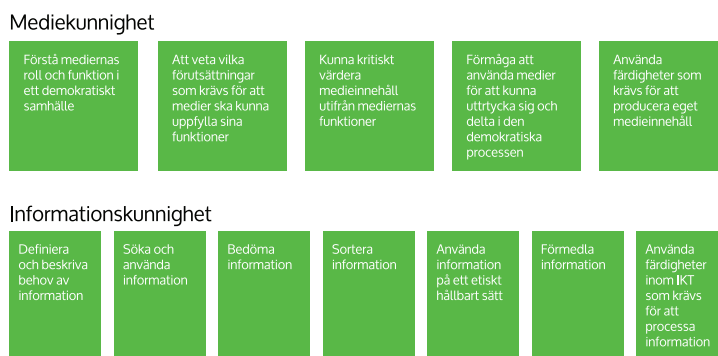 Mediekunnighet
Förstå mediernas
roll och funktion i
ett demokratiskt
samhälle
Att veta vilka
förutsättningar
som krävs för att
medier ska kunna
uppfylla sina
funktioner
Kunna kritiskt
värdera
medieinnehåll
utifrån mediernas
funktioner
Förmåga att
använda medier
för att kunna
uttrtycka sig och
delta i den
demokratiska
processen
Använda
färdigheter som
krävs för att
producera eget
medieinnehåll
Informationskunnighet
Definiera
och beskriva
behov av
information
Söka och
använda
information
Bedöma
information
Sortera
information
Använda
information
på ett etiskt
hållbart sätt
Förmedla
information
Använda
färdigheter
inom IKT
som krävs
för att
processa
information